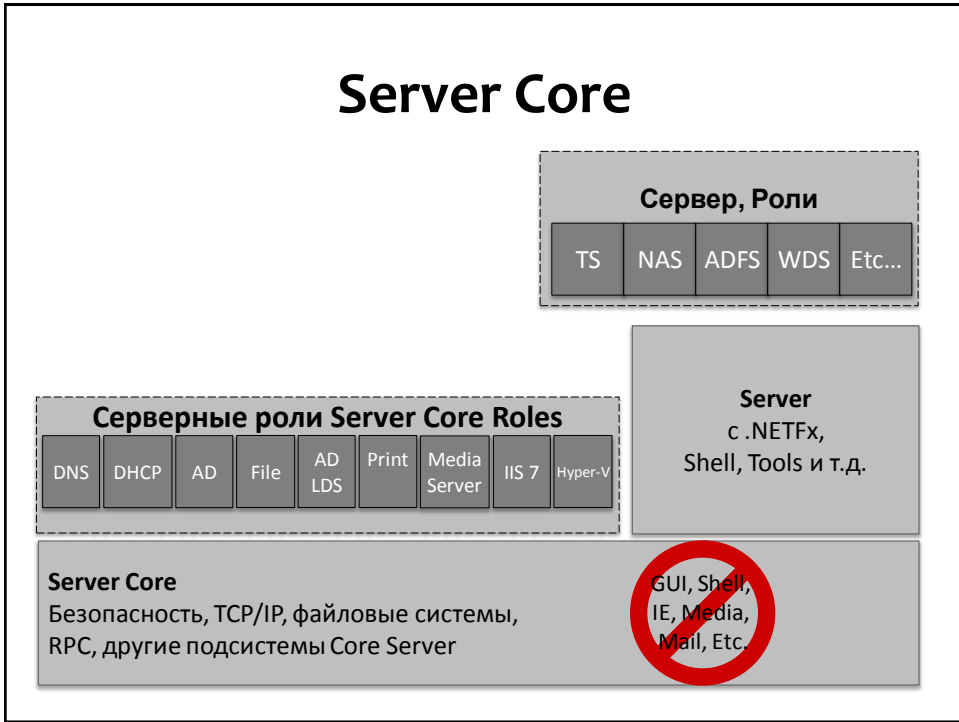 Server Core
Сервер, Роли
TS
NAS
ADFS
WDS
Etc...
Server
с .NETFx,
Shell, Tools и т.д.
Серверные роли Server Core Roles
DNS
DHCP
AD
File
AD
LDS
Print
Media
Server
IIS 7
Hyper-V
Server Core
Безопасность, TCP/IP, файловые системы,
RPC, другие подсистемы Core Server
GUI, Shell,
IE, Media,
Mail, Etc.